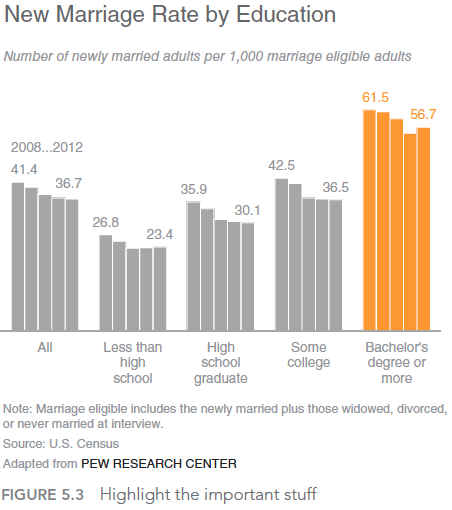 New Marriage Rate by Education
Number of newly married adults per 1,000 marriage eligible adults
61.5
56.7
2008...2012
41.4
36.7
42.5
36.5
35.9
30.1
26.8
23.4
All
Less than
high
school
High
school
graduate
Some
college
Bachelor's
degree or
more
Note: Marriage eligible includes the newly married plus those widowed, divorced,
or never married at interview.
Source: U.S. Census
Adapted from PEW RESEARCH CENTER
FIGURE 5.3 Highlight the important stuff